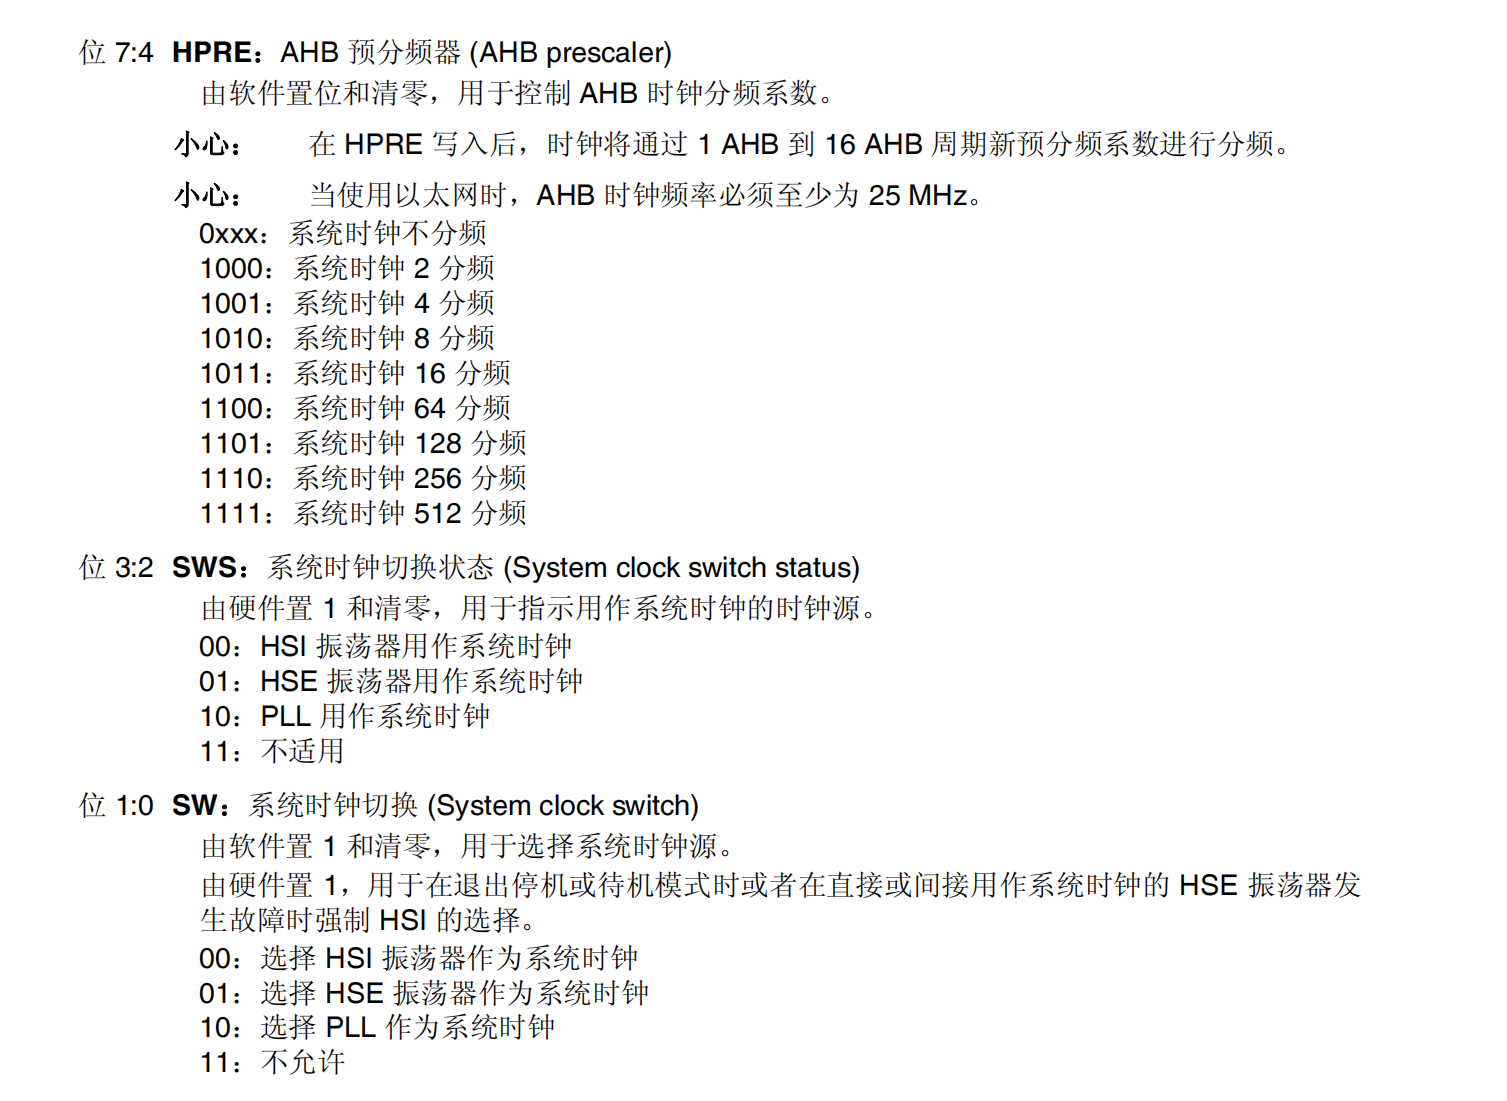 位 7:4 HPRE：AHB 预分频器 (AHB prescaler)
由软件置位和清零，用于控制 AHB 时钟分频系数。
小心： 在 HPRE 写入后，时钟将通过 1 AHB 到 16 AHB 周期新预分频系数进行分频。
小心： 当使用以太网时，AHB 时钟频率必须至少为 25 MHz。
0xxx：系统时钟不分频
1000：系统时钟 2 分频
1001：系统时钟 4 分频
1010：系统时钟 8 分频
1011：系统时钟 16 分频
1100：系统时钟 64 分频
1101：系统时钟 128 分频
1110：系统时钟 256 分频
1111：系统时钟 512 分频
位 3:2 SWS：系统时钟切换状态 (System clock switch status)
由硬件置 1 和清零，用于指示用作系统时钟的时钟源。
00：HSI 振荡器用作系统时钟
01：HSE 振荡器用作系统时钟
10：PLL 用作系统时钟
11：不适用
位 1:0 SW：系统时钟切换 (System clock switch)
由软件置 1 和清零，用于选择系统时钟源。
由硬件置 1，用于在退出停机或待机模式时或者在直接或间接用作系统时钟的 HSE 振荡器发
生故障时强制 HSI 的选择。
00：选择 HSI 振荡器作为系统时钟
01：选择 HSE 振荡器作为系统时钟
10：选择 PLL 作为系统时钟
11：不允许